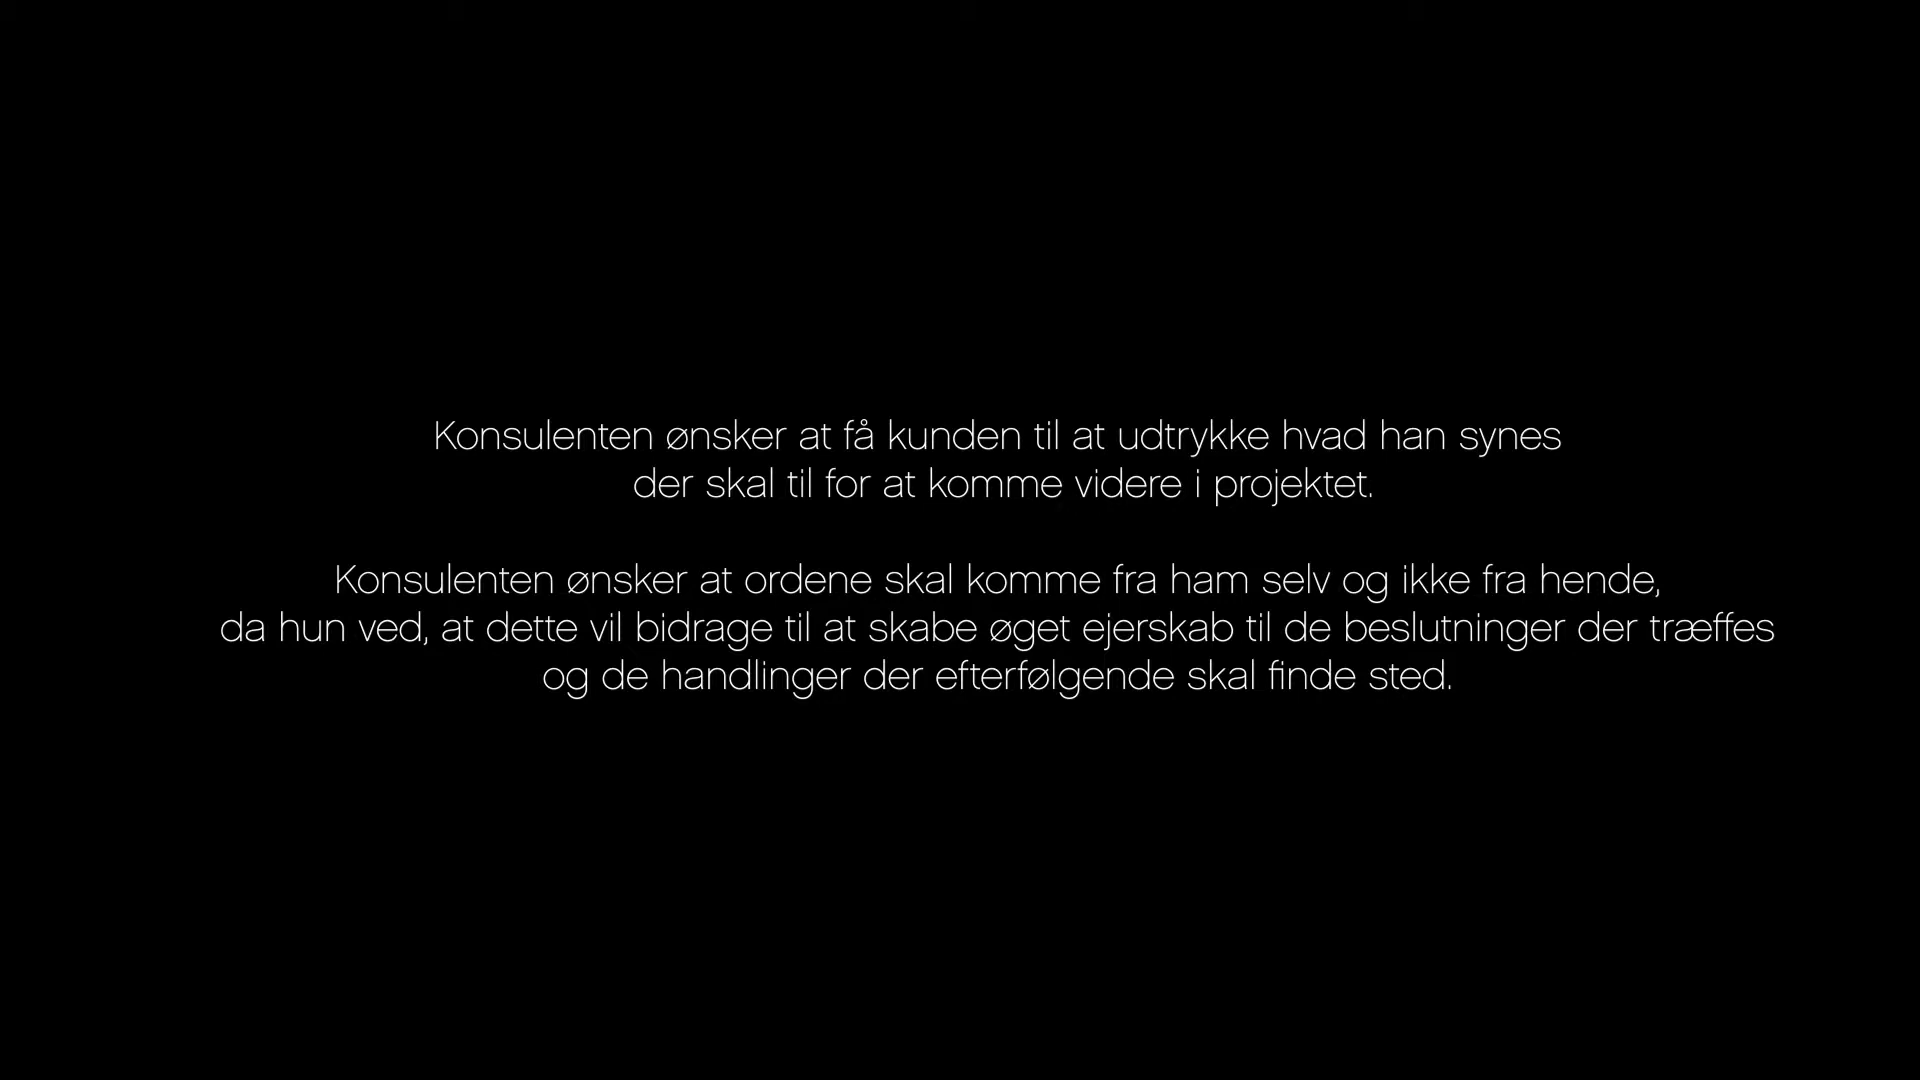 Konsulenten ønsker at få kunden til at udtrykke hvad han synes
der skal til for at komme videre i projektet.
Konsulenten ønsker at ordene skal komme fra ham selv og ikke fra hende,
da hun ved, at dette vil bidrage til at skabe øget ejerskab til de beslutninger der træffes
og de handlinger der efterfølgende skal finde sted.